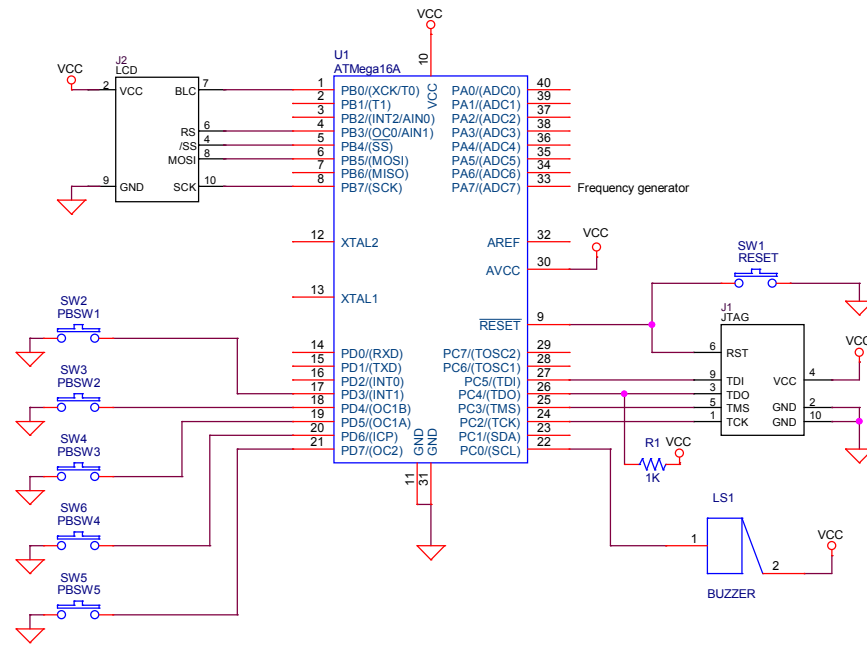 VCC
U1
ATMega16A
10
VCC
J2
LCD
VCC
2
VCC
BLC
7
RS
6
/SS
4
MOSI
8
9
GND
SCK
10
1
PB0/(XCK/T0)
2
PB1/(T1)
3
PB2/(INT2/AIN0)
4
PB3/(OC0/AIN1)
5
PB4/(SS)
6
PB5/(MOSI)
7
PB6/(MISO)
8
PB7/(SCK)
12
XTAL2
13
XTAL1
14
PD0/(RXD)
15
PD1/(TXD)
16
PD2/(INT0)
17
PD3/(INT1)
18
PD4/(OC1B)
19
PD5/(OC1A)
20
PD6/(ICP)
21
PD7/(OC2)
PA0/(ADC0)
40
PA1/(ADC1)
39
PA2/(ADC2)
37
PA3/(ADC3)
38
PA4/(ADC4)
36
PA5/(ADC5)
35
PA6/(ADC6)
34
PA7/(ADC7)
33
Frequency generator
AREF
32
AVCC
30
VCC
RESET
9
PC7/(TOSC2)
29
PC6/(TOSC1)
28
PC5/(TDI)
27
PC4/(TDO)
26
PC3/(TMS)
25
PC2/(TCK)
24
PC1/(SDA)
23
PC0/(SCL)
22
GND
GND
11
31
SW1
RESET
J1
JTAG
6
RST
9
TDI
3
TDO
5
TMS
1
TCK
VCC
4
VCC
GND
2
GND
10
R1
VCC
1K
LS1
1
2
VCC
BUZZER
SW2
PBSW1
SW3
PBSW2
SW4
PBSW3
SW6
PBSW4
SW5
PBSW5